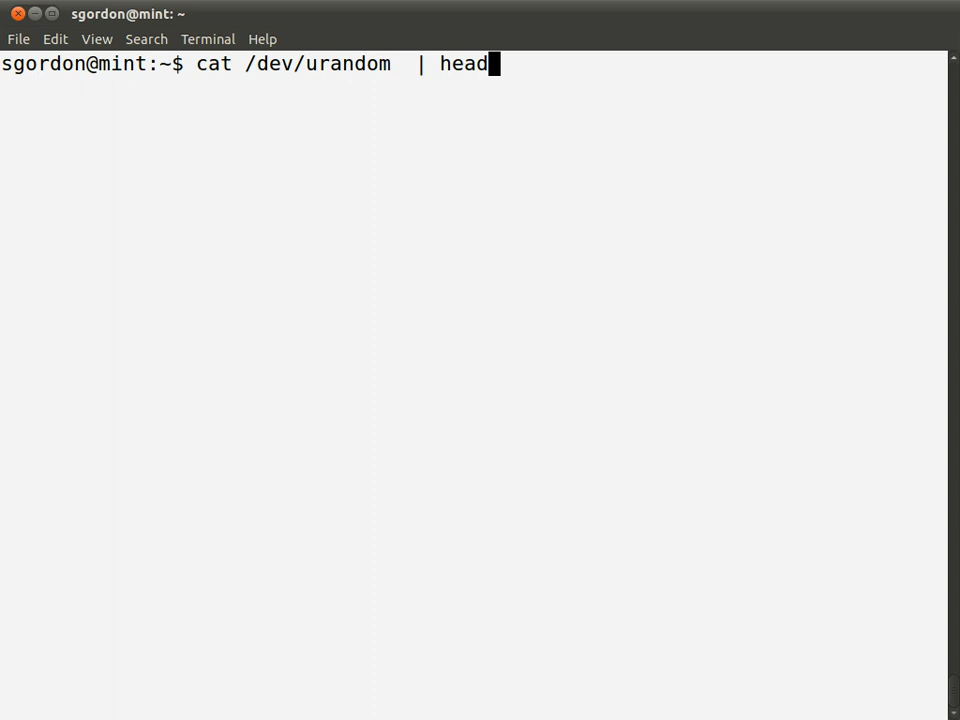 sgordon@mint: ~
File Edit View Search Terminal Help
sgordon@mint:~$ cat /dev/urandom  | head